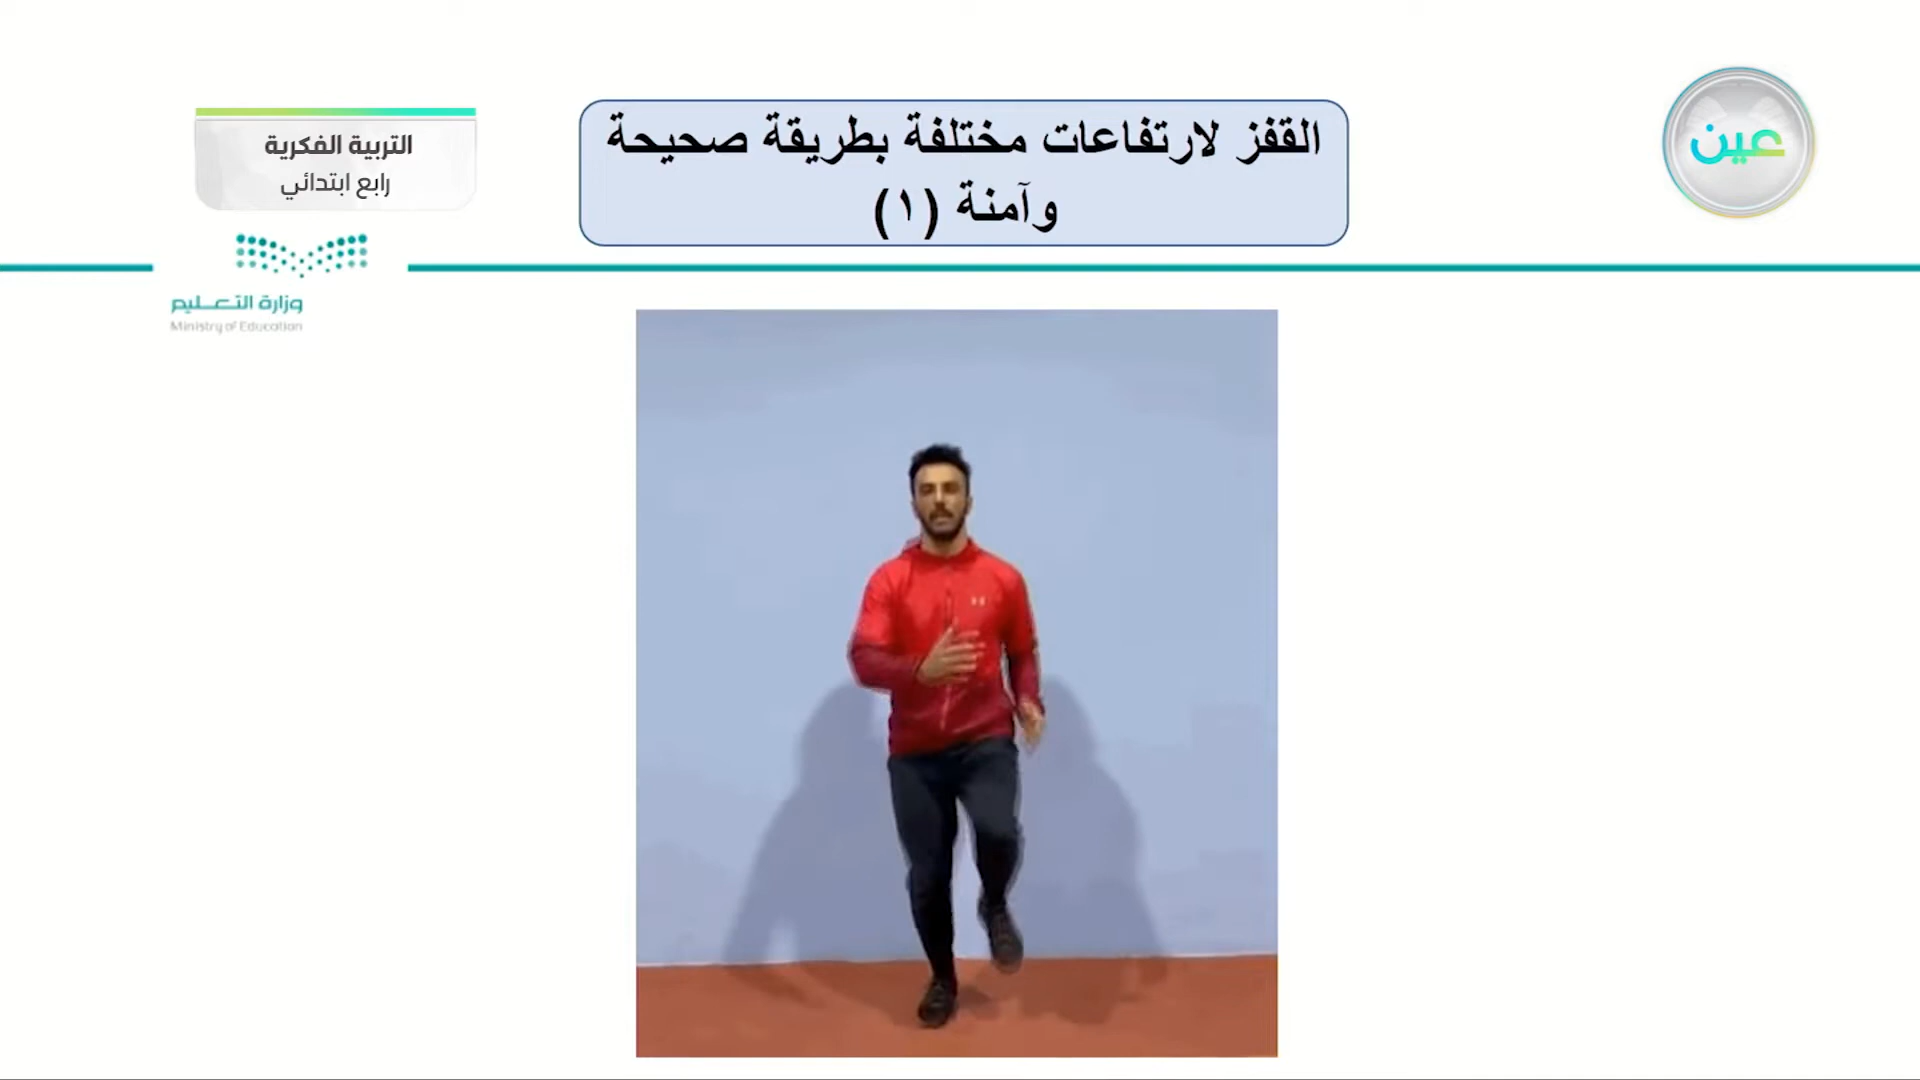 القفز لارتفاعات مختلفة بطريقة صحيحة
وآمنة (١)
عين
التربية الفكرية
رابع ابتدائي
وزارة التعليم
Ministry of Education